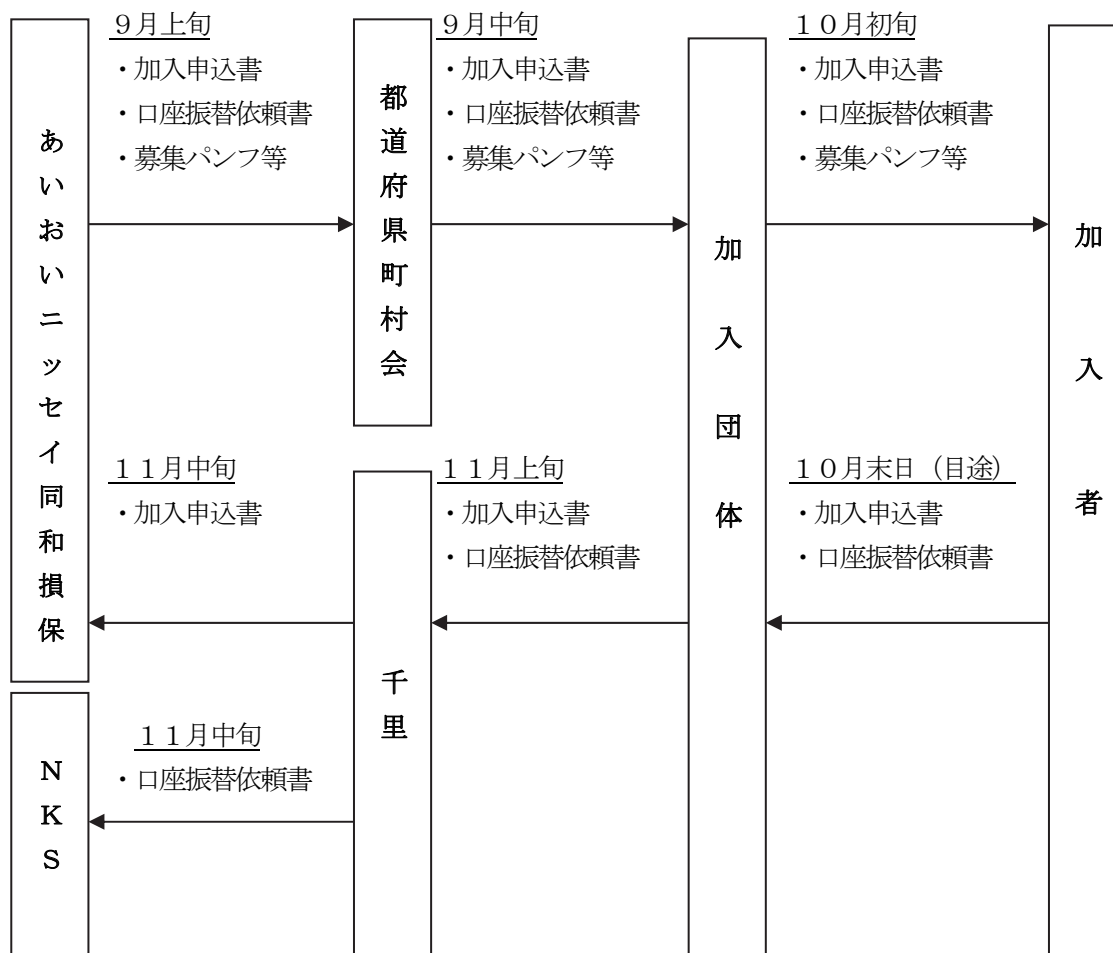 ９月上旬
・加入申込書
・口座振替依頼書
・募集パンフ等
９月中旬
・加入申込書
・口座振替依頼書
・募集パンフ等
１０月初旬
・加入申込書
・口座振替依頼書
・募集パンフ等
あいおいニッセイ同和損保
都道府県町村会
加入団体
加入者
１１月中旬
・加入申込書
１１月上旬
・加入申込書
・口座振替依頼書
１０月末日（目途）
・加入申込書
・口座振替依頼書
千里
ＮＫＳ
１１月中旬
・口座振替依頼書